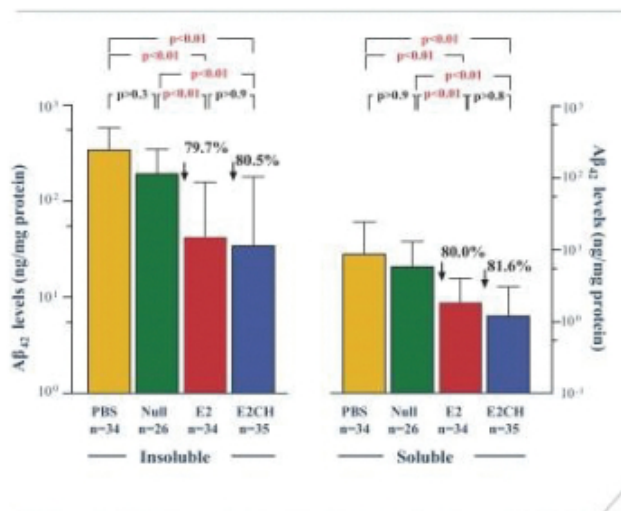 p<0.01
p<0.01
p<0.01
p>0.3 p<0.01 p>0.9
p<0.01
p<0.01
p<0.01
p>0.9 p<0.01 p>0.8
Aβ42 levels (ng/mg protein)
10³
10²
10¹
10⁰
79.7%
80.5%
80.0%
81.6%
10²
10¹
10⁰
10⁻¹
Aβ42 levels (ng/mg protein)
PBS Null E2 E2CH
n=34 n=26 n=34 n=35
Insoluble
PBS Null E2 E2CH
n=34 n=26 n=34 n=35
Soluble